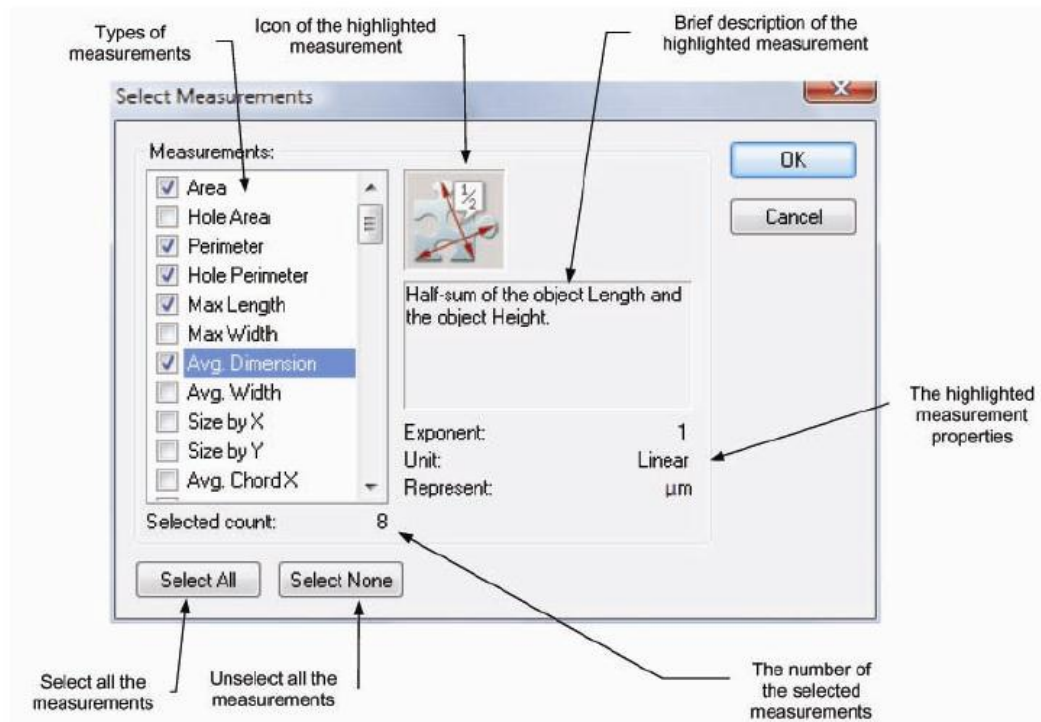 Types of
measurements
Icon of the highlighted
measurement
Brief description of the
highlighted measurement
Select Measurements
Measurements:
Area
Hole Area
Perimeter
Hole Perimeter
Max Length
Max Width
Avg. Dimension
Avg. Width
Size by X
Size by Y
Avg. Chord X
1/2
Half-sum of the object Length and
the object Height.
Exponent: 1
Unit: Linear
Represent: μm
OK
Cancel
The highlighted
measurement
properties
Selected count: 8
Select All
Select None
Select all the
measurements
Unselect all the
measurements
The number of
the selected
measurements